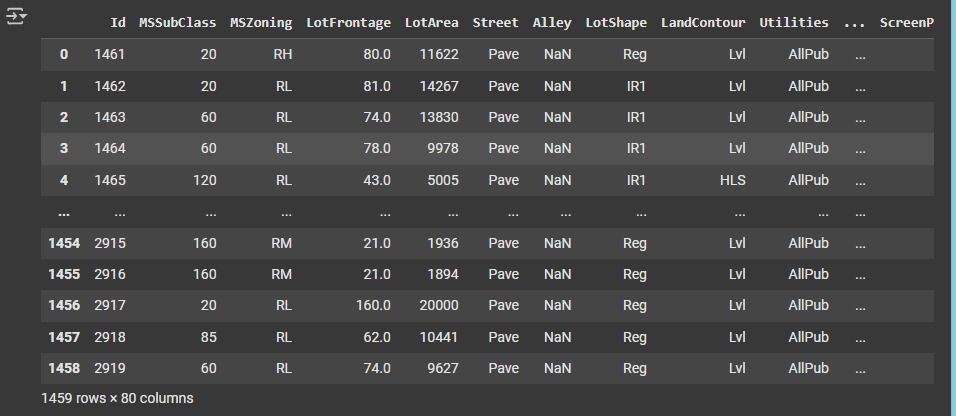 Id MSSubClass MSZoning LotFrontage LotArea Street Alley LotShape LandContour Utilities ... ScreenP
0 1461 20 RH 80.0 11622 Pave NaN Reg Lvl AllPub ...
1 1462 20 RL 81.0 14267 Pave NaN IR1 Lvl AllPub ...
2 1463 60 RL 74.0 13830 Pave NaN IR1 Lvl AllPub ...
3 1464 60 RL 78.0 9978 Pave NaN IR1 Lvl AllPub ...
4 1465 120 RL 43.0 5005 Pave NaN IR1 HLS AllPub ...
... ... ... ... ... ... ... ... ... ... ... ...
1454 2915 160 RM 21.0 1936 Pave NaN Reg Lvl AllPub ...
1455 2916 160 RM 21.0 1894 Pave NaN Reg Lvl AllPub ...
1456 2917 20 RL 160.0 20000 Pave NaN Reg Lvl AllPub ...
1457 2918 85 RL 62.0 10441 Pave NaN Reg Lvl AllPub ...
1458 2919 60 RL 74.0 9627 Pave NaN Reg Lvl AllPub ...
1459 rows × 80 columns